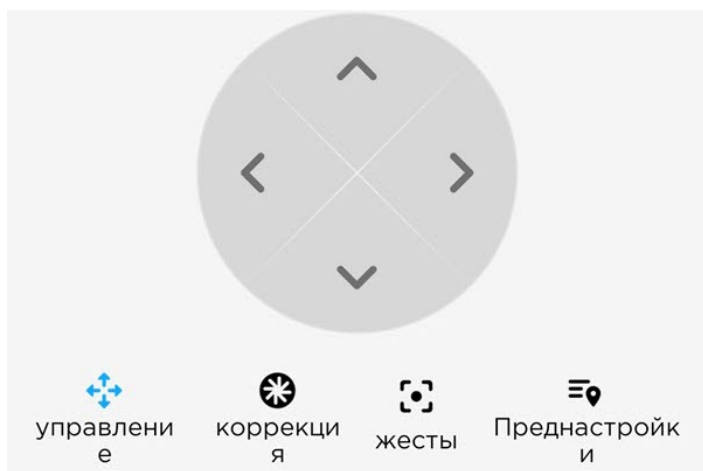 управлени
е
коррекци
я
жесты
Преднастройк
и